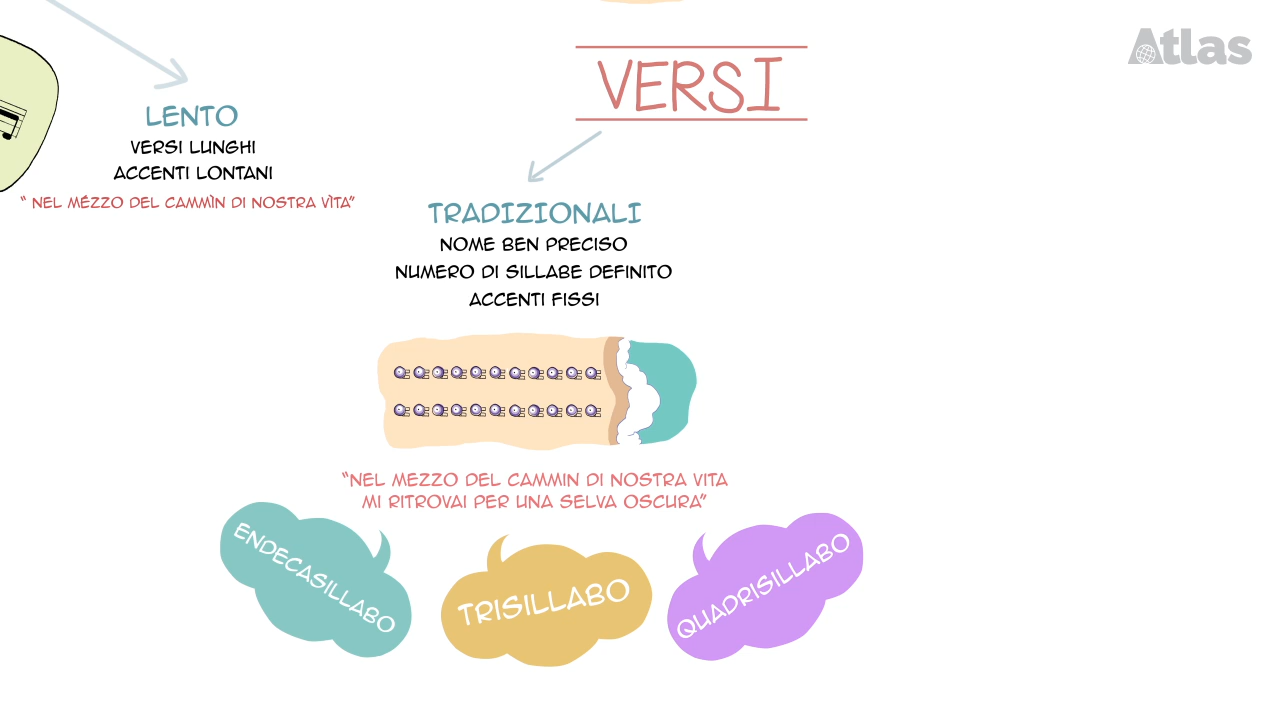 Atlas
VERSI
LENTO
VERSI LUNGHI
ACCENTI LONTANI
" NEL MÉZZO DEL CAMMÌN DI NOSTRA VÌTA"
TRADIZIONALI
NOME BEN PRECISO
NUMERO DI SILLABE DEFINITO
ACCENTI FISSI
"NEL MEZZO DEL CAMMIN DI NOSTRA VITA
MI RITROVAI PER UNA SELVA OSCURA"
ENDECASILLABO
TRISILLABO
QUADRISILLABO